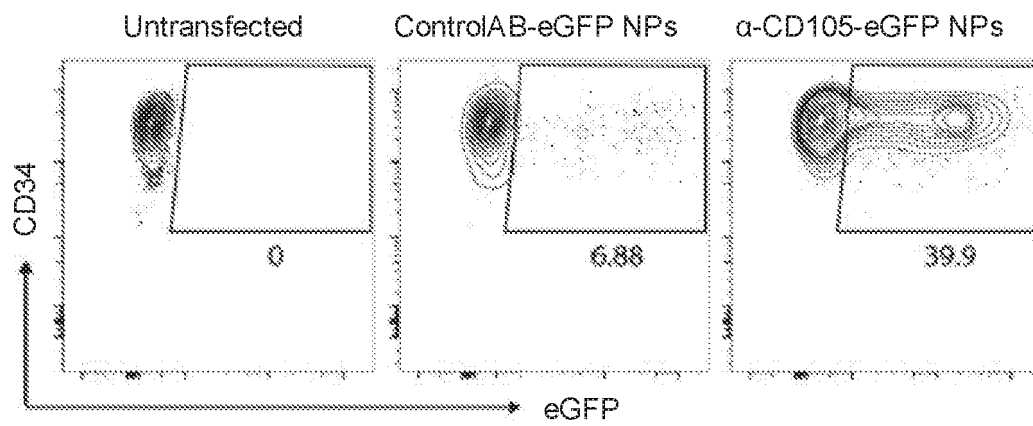 Untransfected
ControlAB-eGFP NPs
α-CD105-eGFP NPs
CD34
0
6.88
39.9
eGFP